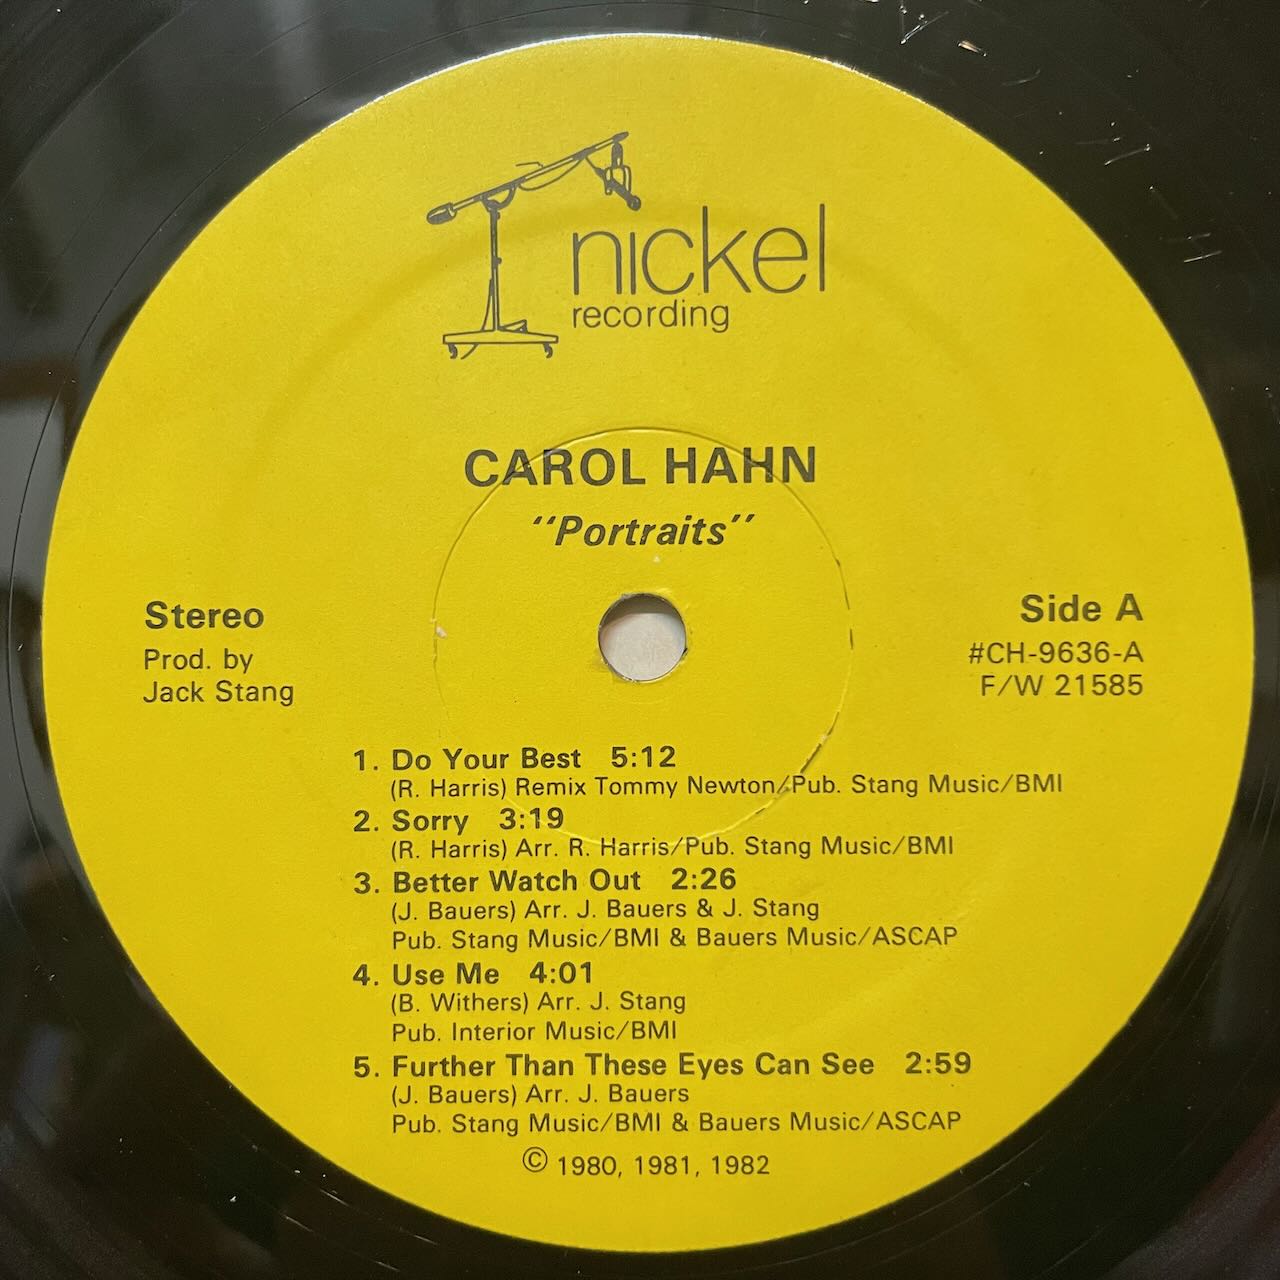 nickel
recording
CAROL HAHN
"Portraits"
Stereo
Prod. by
Jack Stang
Side A
#CH-9636-A
F/W 21585
1. Do Your Best 5:12
(R. Harris) Remix Tommy Newton/Pub. Stang Music/BMI
2. Sorry 3:19
(R. Harris) Arr. R. Harris/Pub. Stang Music/BMI
3. Better Watch Out 2:26
(J. Bauers) Arr. J. Bauers & J. Stang
Pub. Stang Music/BMI & Bauers Music/ASCAP
4. Use Me 4:01
(B. Withers) Arr. J. Stang
Pub. Interior Music/BMI
5. Further Than These Eyes Can See 2:59
(J. Bauers) Arr. J. Bauers
Pub. Stang Music/BMI & Bauers Music/ASCAP
© 1980, 1981, 1982